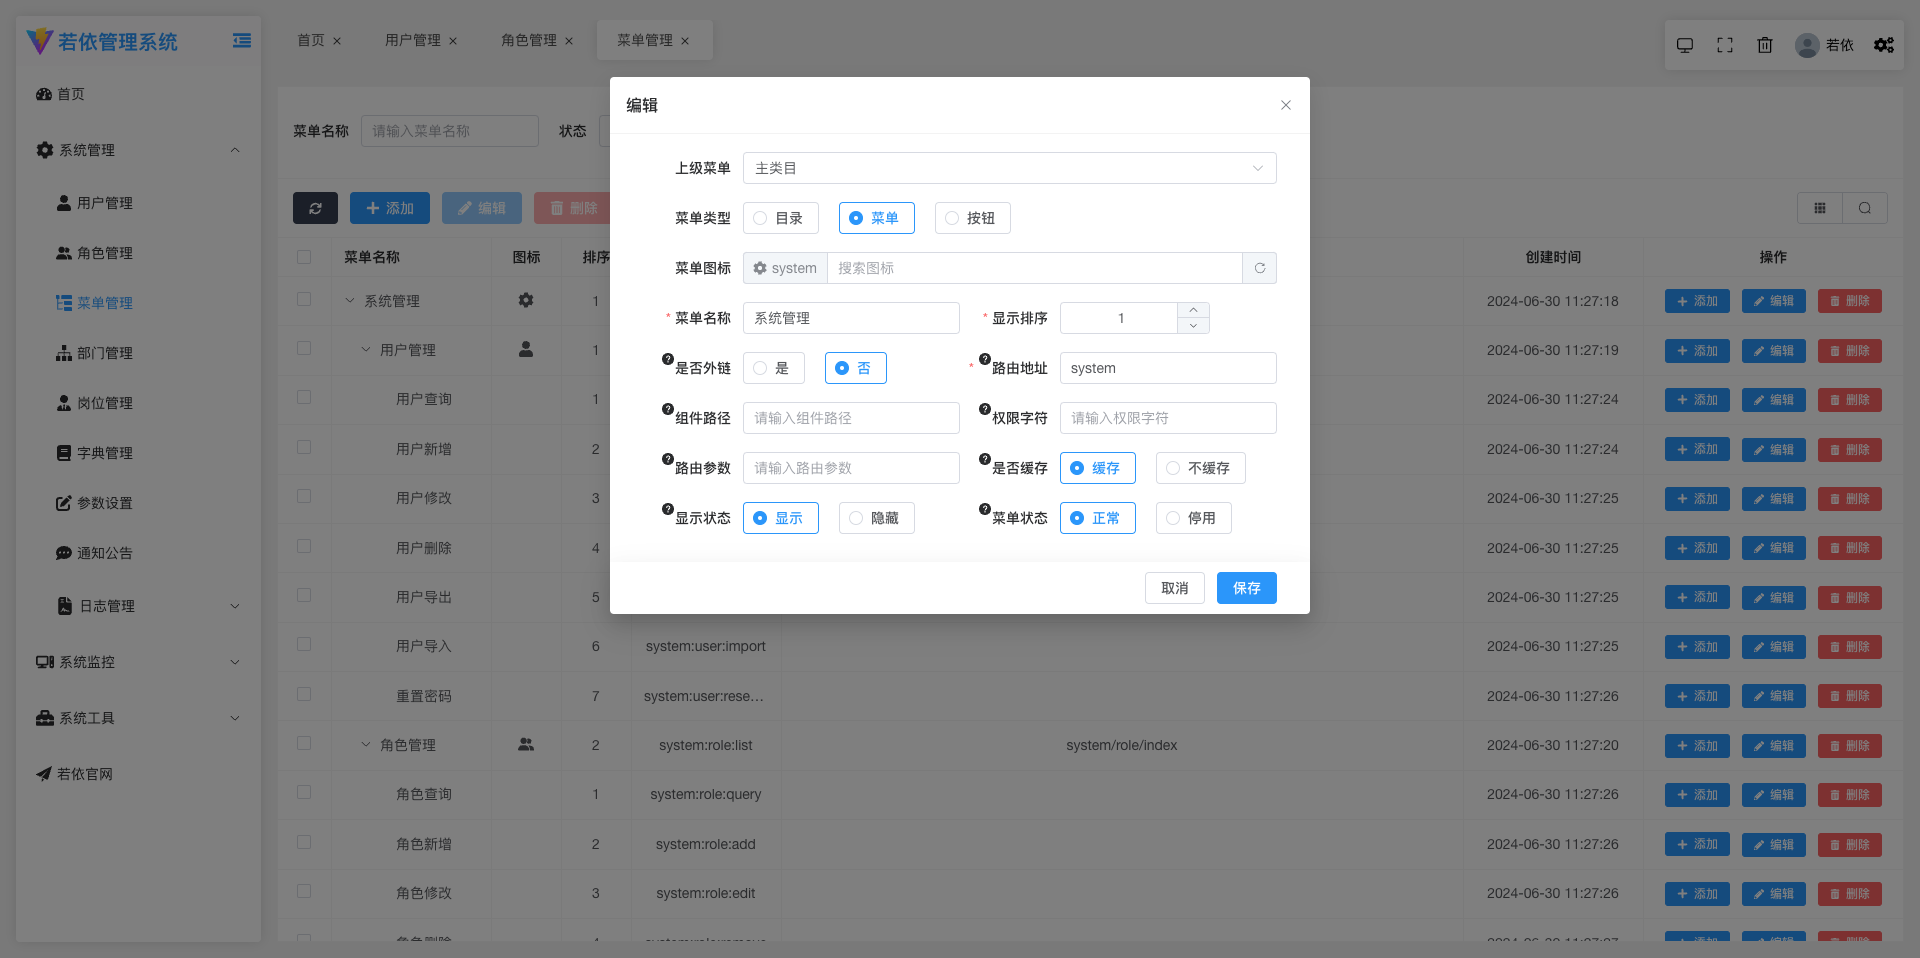 若依管理系统
首页
用户管理
角色管理
菜单管理
若依
首页
系统管理
用户管理
角色管理
菜单管理
部门管理
岗位管理
字典管理
参数设置
通知公告
日志管理
系统监控
系统工具
若依官网
菜单名称 请输入菜单名称 状态
添加 编辑 删除
菜单名称 图标 排序 创建时间 操作
系统管理 1 2024-06-30 11:27:18 添加 编辑 删除
用户管理 1 2024-06-30 11:27:19 添加 编辑 删除
用户查询 1 2024-06-30 11:27:24 添加 编辑 删除
用户新增 2 2024-06-30 11:27:24 添加 编辑 删除
用户修改 3 2024-06-30 11:27:25 添加 编辑 删除
用户删除 4 2024-06-30 11:27:25 添加 编辑 删除
用户导出 5 2024-06-30 11:27:25 添加 编辑 删除
用户导入 6 system:user:import 2024-06-30 11:27:25 添加 编辑 删除
重置密码 7 system:user:rese... 2024-06-30 11:27:26 添加 编辑 删除
角色管理 2 system:role:list system/role/index 2024-06-30 11:27:20 添加 编辑 删除
角色查询 1 system:role:query 2024-06-30 11:27:26 添加 编辑 删除
角色新增 2 system:role:add 2024-06-30 11:27:26 添加 编辑 删除
角色修改 3 system:role:edit 2024-06-30 11:27:26 添加 编辑 删除
编辑
上级菜单 主类目
菜单类型 目录 菜单 按钮
菜单图标 system 搜索图标
* 菜单名称 系统管理 * 显示排序 1
是否外链 是 否 * 路由地址 system
组件路径 请输入组件路径 权限字符 请输入权限字符
路由参数 请输入路由参数 是否缓存 缓存 不缓存
显示状态 显示 隐藏 菜单状态 正常 停用
取消 保存